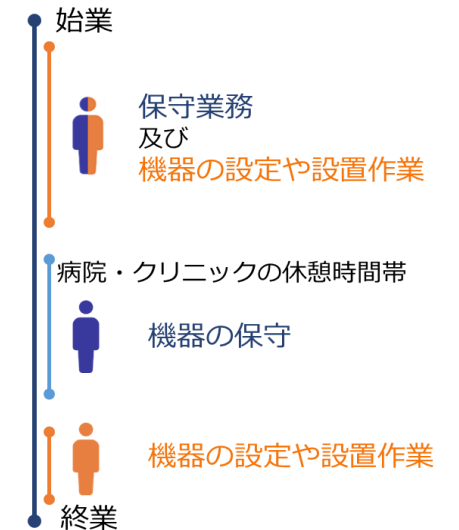 始業
保守業務
及び
機器の設定や設置作業
病院・クリニックの休憩時間帯
機器の保守
機器の設定や設置作業
終業